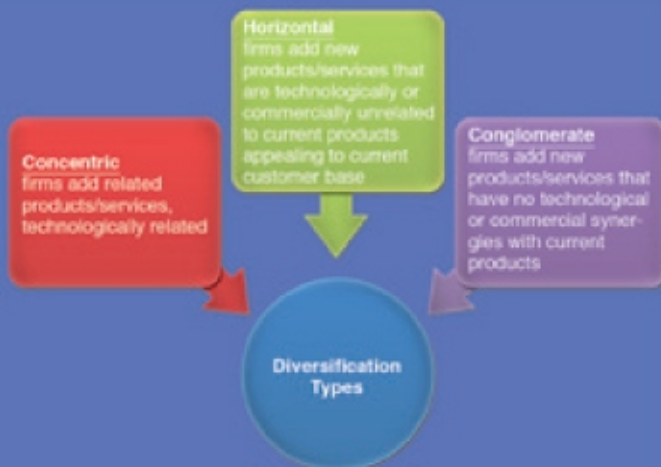 Horizontal
firms add new
products/services that
are technologically or
commercially unrelated
to current products
appealing to current
customer base
Concentric
firms add related
products/services,
technologically related
Conglomerate
firms add new
products/services that
have no technological
or commercial syner-
gies with current
products
Diversification
Types